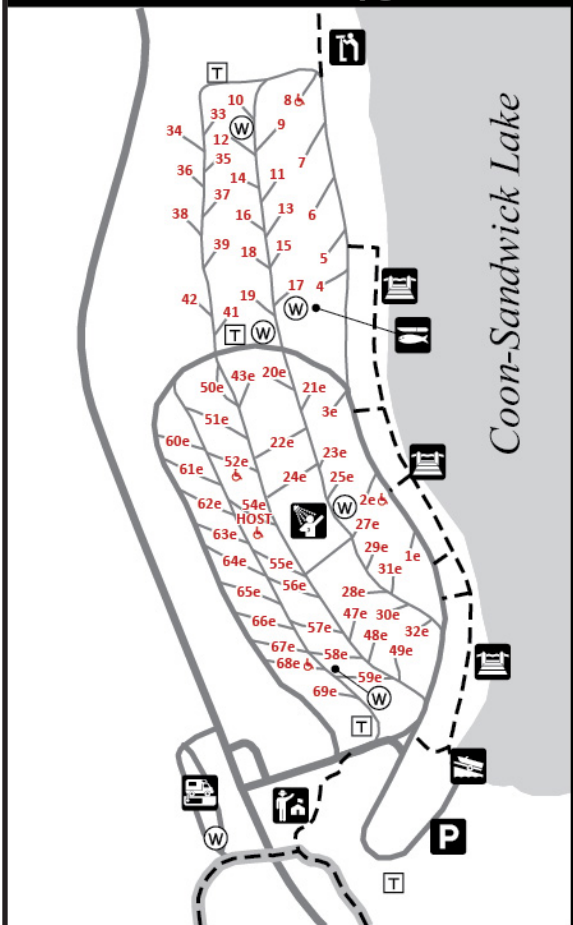 T
10
8
33
W
9
34
12
35
7
36
14
11
37
38
16
13
6
39
18
15
5
17
4
42
19
W
41
T
W
43e
20e
50e
21e
51e
3e
60e
22e
23e
61e
52e
24e
25e
62e
54e
W
2e
HOST
63e
27e
64e
55e
29e
1e
31e
65e
56e
28e
66e
57e
47e
30e
48e
32e
67e
58e
49e
68e
59e
69e
W
T
W
P
T
Coon-Sandwick Lake